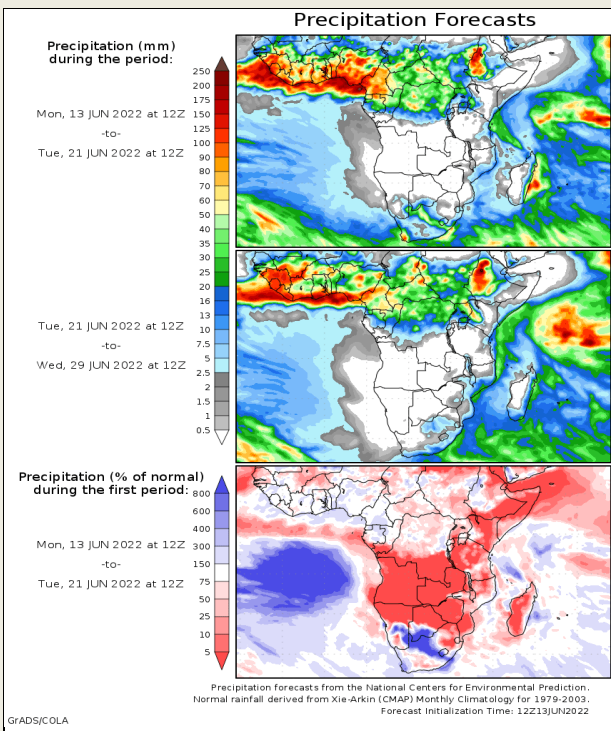 Precipitation Forecasts
Precipitation (mm)
during the period:
Mon, 13 JUN 2022 at 12Z
-to-
Tue, 21 JUN 2022 at 12Z
250
200
175
150
125
100
90
80
70
60
50
40
35
30
25
20
16
13
10
7.5
5
2.5
2
1.5
1
0.5
Tue, 21 JUN 2022 at 12Z
-to-
Wed, 29 JUN 2022 at 12Z
Precipitation (% of normal)
during the first period:
Mon, 13 JUN 2022 at 12Z
-to-
Tue, 21 JUN 2022 at 12Z
800
600
400
300
150
75
50
25
10
5
Precipitation forecasts from the National Centers for Environmental Prediction.
Normal rainfall derived from Xie-Arkin (CMAP) Monthly Climatology for 1979-2003.
Forecast Initialization Time: 12Z13JUN2022
GrADS/COLA